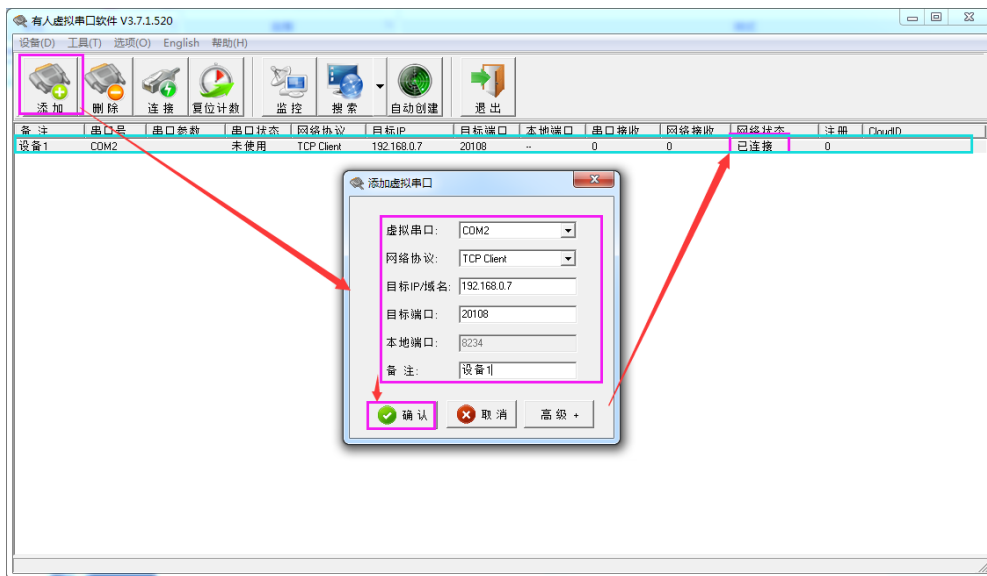 有人虚拟串口软件 V3.7.1.520
设备(D) 工具(T) 选项(O) English 帮助(H)
添加 删除 连接 复位计数 监控 搜索 自动创建 退出
备注 串口号 串口参数 串口状态 网络协议 目标IP 目标端口 本地端口 串口接收 网络接收 网络状态 注册 CloudID
设备1 COM2 未使用 TCP Client 192.168.0.7 20108 -- 0 0 已连接 0
添加虚拟串口
虚拟串口: COM2
网络协议: TCP Client
目标IP/域名: 192.168.0.7
目标端口: 20108
本地端口: 8234
备 注: 设备1
确认 取消 高级 +